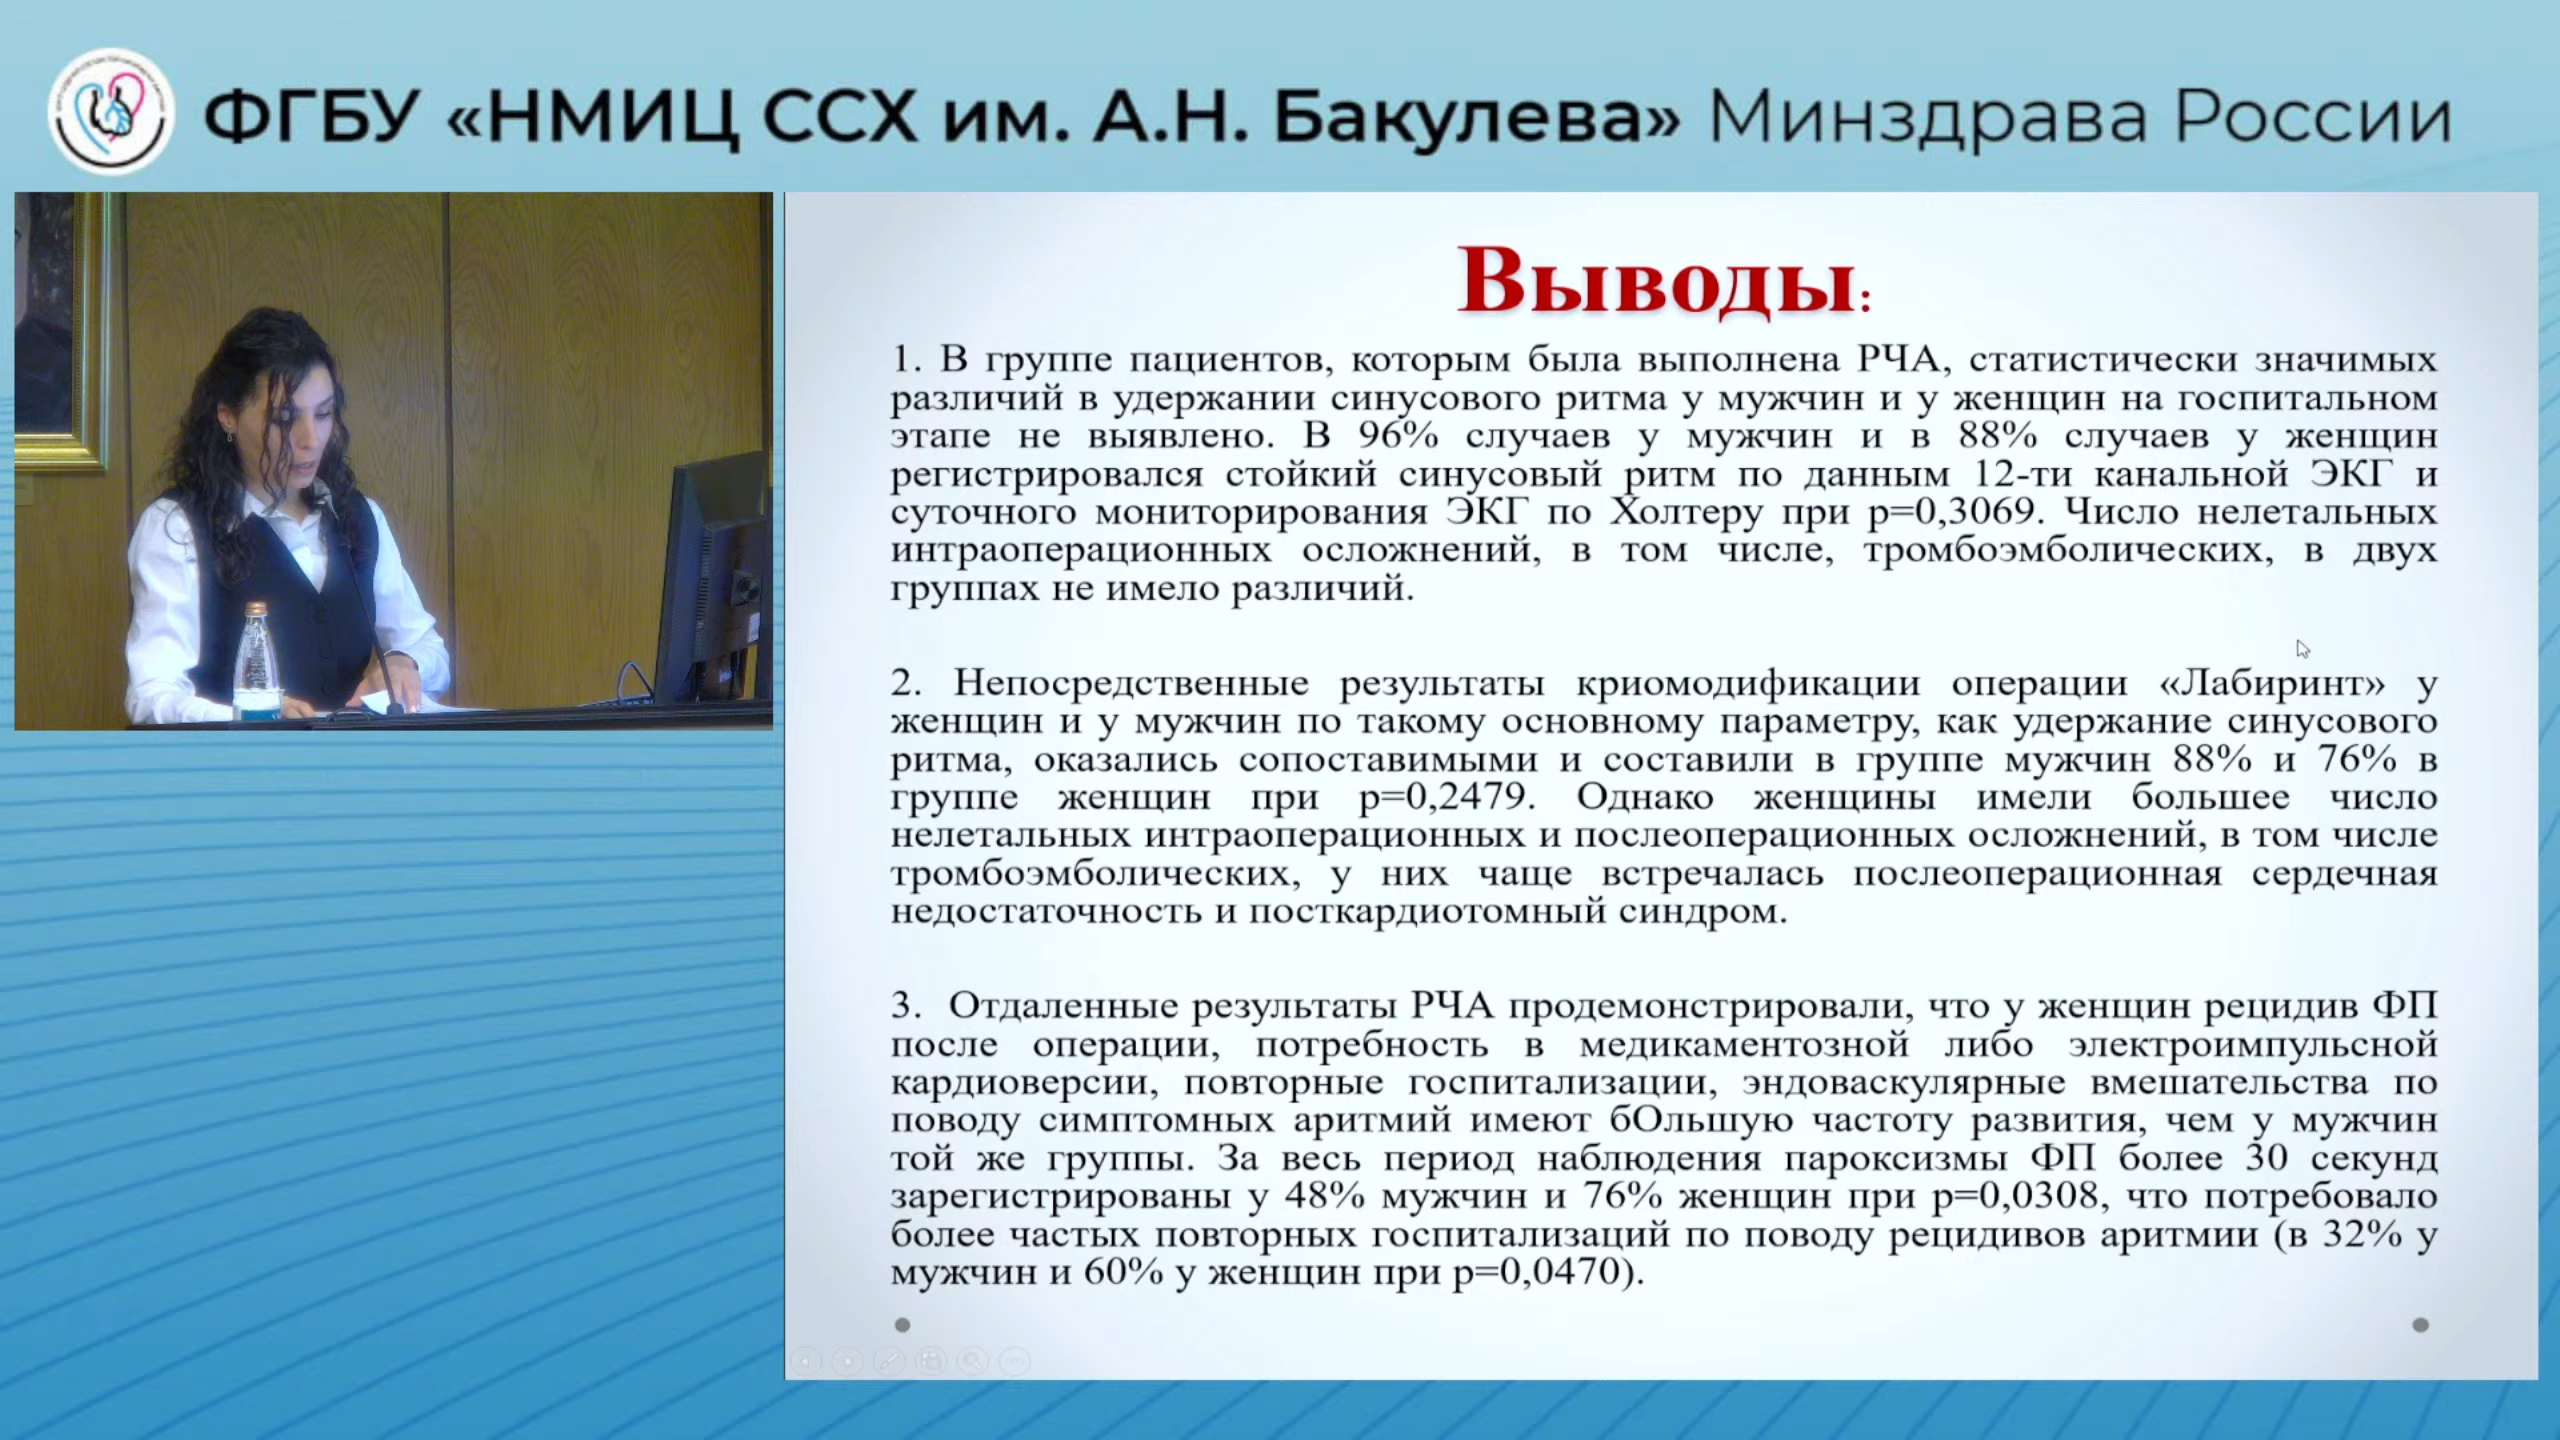 ФГБУ «НМИЦ ССХ им. А.Н. Бакулева» Минздрава России
Выводы:
1. В группе пациентов, которым была выполнена РЧА, статистически значимых
различий в удержании синусового ритма у мужчин и у женщин на госпитальном
этапе не выявлено. В 96% случаев у мужчин и в 88% случаев у женщин
регистрировался стойкий синусовый ритм по данным 12-ти канальной ЭКГ и
суточного мониторирования ЭКГ по Холтеру при p=0,3069. Число нелетальных
интраоперационных осложнений, в том числе, тромбоэмболических, в двух
группах не имело различий.
2. Непосредственные результаты криомодификации операции «Лабиринт» у
женщин и у мужчин по такому основному параметру, как удержание синусового
ритма, оказались сопоставимыми и составили в группе мужчин 88% и 76% в
группе женщин при p=0,2479. Однако женщины имели большее число
нелетальных интраоперационных и послеоперационных осложнений, в том числе
тромбоэмболических, у них чаще встречалась послеоперационная сердечная
недостаточность и посткардиотомный синдром.
3. Отдаленные результаты РЧА продемонстрировали, что у женщин рецидив ФП
после операции, потребность в медикаментозной либо электроимпульсной
кардиоверсии, повторные госпитализации, эндоваскулярные вмешательства по
поводу симптомных аритмий имеют бОльшую частоту развития, чем у мужчин
той же группы. За весь период наблюдения пароксизмы ФП более 30 секунд
зарегистрированы у 48% мужчин и 76% женщин при p=0,0308, что потребовало
более частых повторных госпитализаций по поводу рецидивов аритмии (в 32% у
мужчин и 60% у женщин при p=0,0470).